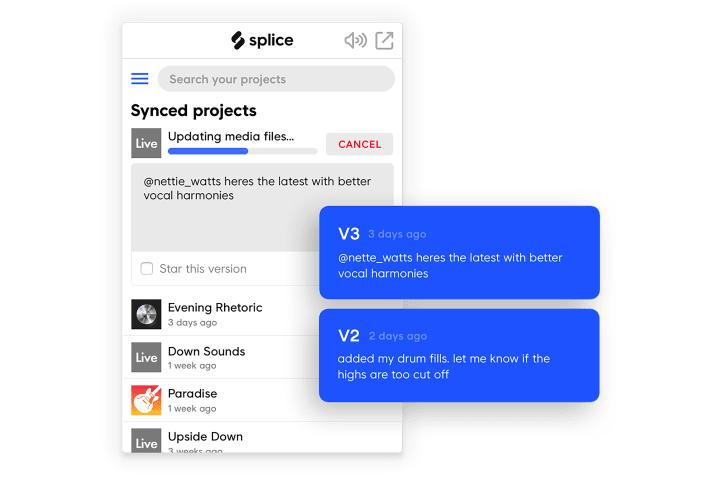 splice
Search your projects
Synced projects
Live
Updating media files...
CANCEL
@nettie_watts heres the latest with better
vocal harmonies
Star this version
Evening Rhetoric
3 days ago
Live
Down Sounds
1 week ago
Paradise
1 week ago
Live
Upside Down
3 weeks ago
V3 3 days ago
@nette_watts heres the latest with better
vocal harmonies
V2 2 days ago
added my drum fills. let me know if the
highs are too cut off